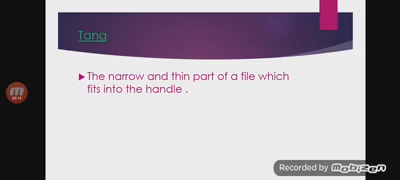 Tang
The narrow and thin part of a file which
fits into the handle .
Recorded by
Mobizen